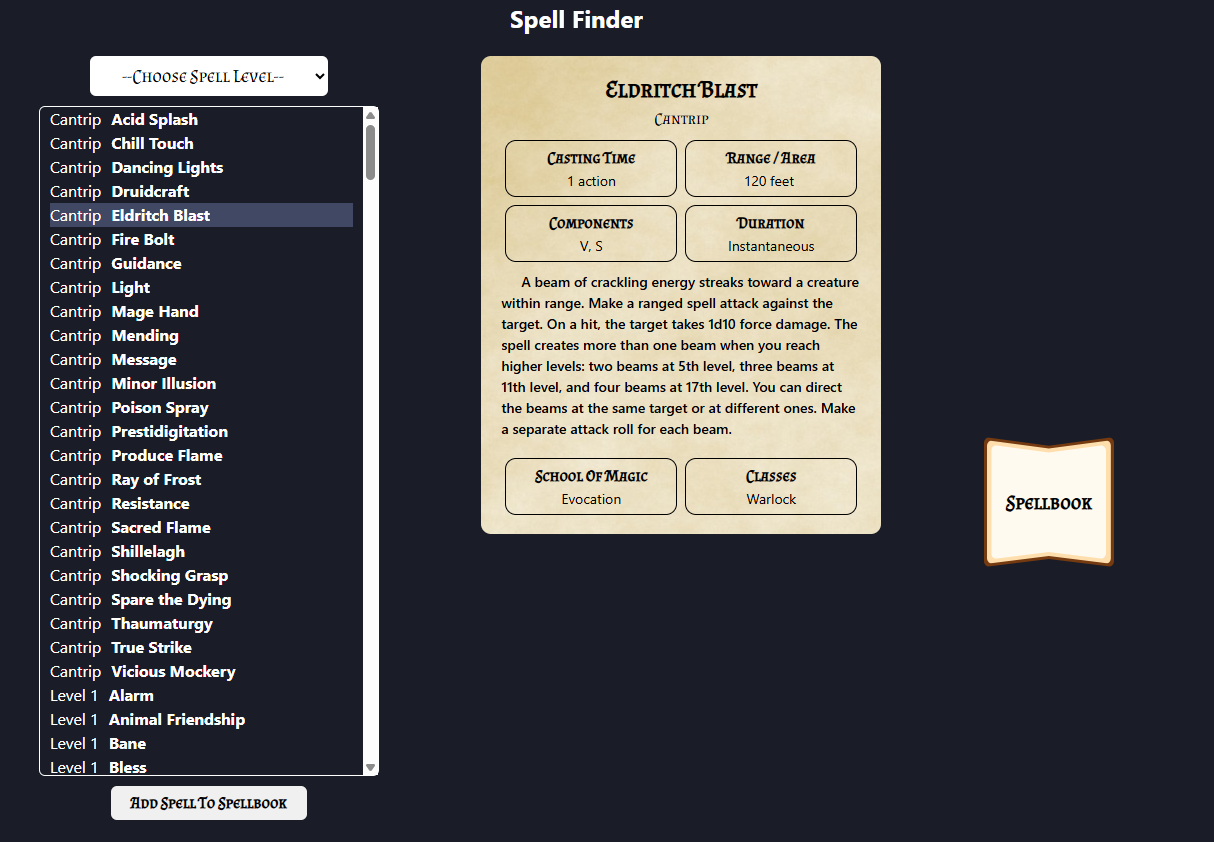 Spell Finder
--Choose Spell Level--
Cantrip Acid Splash
Cantrip Chill Touch
Cantrip Dancing Lights
Cantrip Druidcraft
Cantrip Eldritch Blast
Cantrip Fire Bolt
Cantrip Guidance
Cantrip Light
Cantrip Mage Hand
Cantrip Mending
Cantrip Message
Cantrip Minor Illusion
Cantrip Poison Spray
Cantrip Prestidigitation
Cantrip Produce Flame
Cantrip Ray of Frost
Cantrip Resistance
Cantrip Sacred Flame
Cantrip Shillelagh
Cantrip Shocking Grasp
Cantrip Spare the Dying
Cantrip Thaumaturgy
Cantrip True Strike
Cantrip Vicious Mockery
Level 1 Alarm
Level 1 Animal Friendship
Level 1 Bane
Level 1 Bless
Add Spell To Spellbook
Eldritch Blast
Cantrip
Casting Time
1 action
Range / Area
120 feet
Components
V, S
Duration
Instantaneous
A beam of crackling energy streaks toward a creature
within range. Make a ranged spell attack against the
target. On a hit, the target takes 1d10 force damage. The
spell creates more than one beam when you reach
higher levels: two beams at 5th level, three beams at
11th level, and four beams at 17th level. You can direct
the beams at the same target or at different ones. Make
a separate attack roll for each beam.
School Of Magic
Evocation
Classes
Warlock
Spellbook